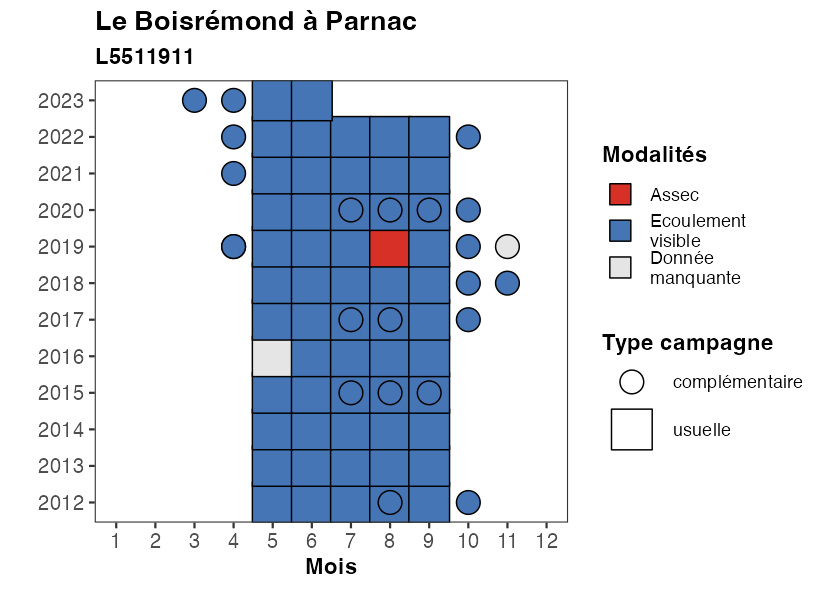 Le Boisrémond à Parnac
L5511911
2023
2022
2021
2020
2019
2018
2017
2016
2015
2014
2013
2012
1 2 3 4 5 6 7 8 9 10 11 12
Mois
Modalités
Assec
Ecoulement
visible
Donnée
manquante
Type campagne
complémentaire
usuelle